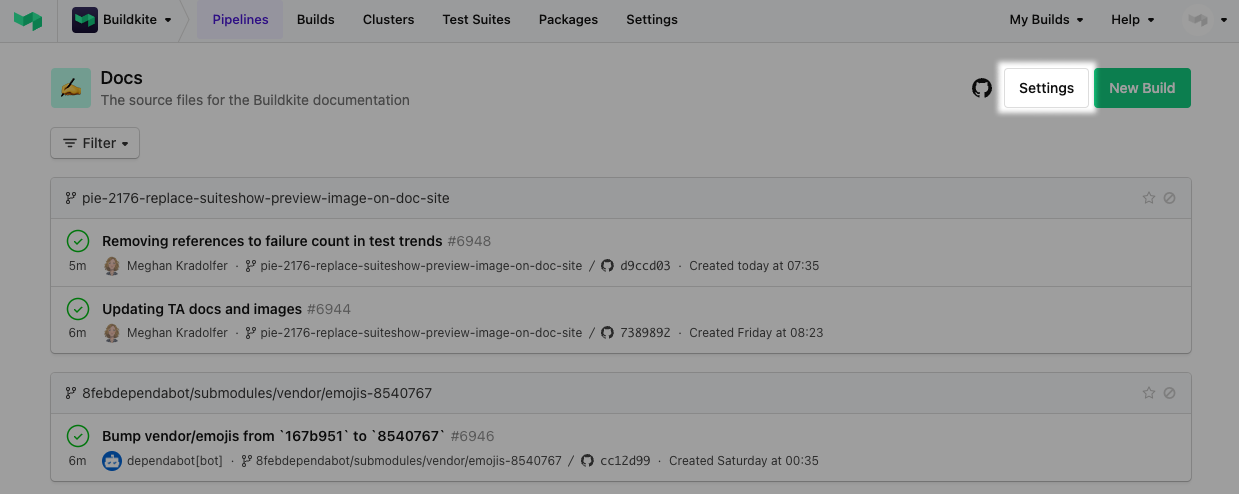 Buildkite Pipelines Builds Clusters Test Suites Packages Settings My Builds Help
Docs
The source files for the Buildkite documentation
Settings New Build
Filter
pie-2176-replace-suiteshow-preview-image-on-doc-site
Removing references to failure count in test trends #6948
5m Meghan Kradolfer · pie-2176-replace-suiteshow-preview-image-on-doc-site / d9ccd03 · Created today at 07:35
Updating TA docs and images #6944
6m Meghan Kradolfer · pie-2176-replace-suiteshow-preview-image-on-doc-site / 7389892 · Created Friday at 08:23
8febdependabot/submodules/vendor/emojis-8540767
Bump vendor/emojis from `167b951` to `8540767` #6946
6m dependabot[bot] · 8febdependabot/submodules/vendor/emojis-8540767 / cc12d99 · Created Saturday at 00:35